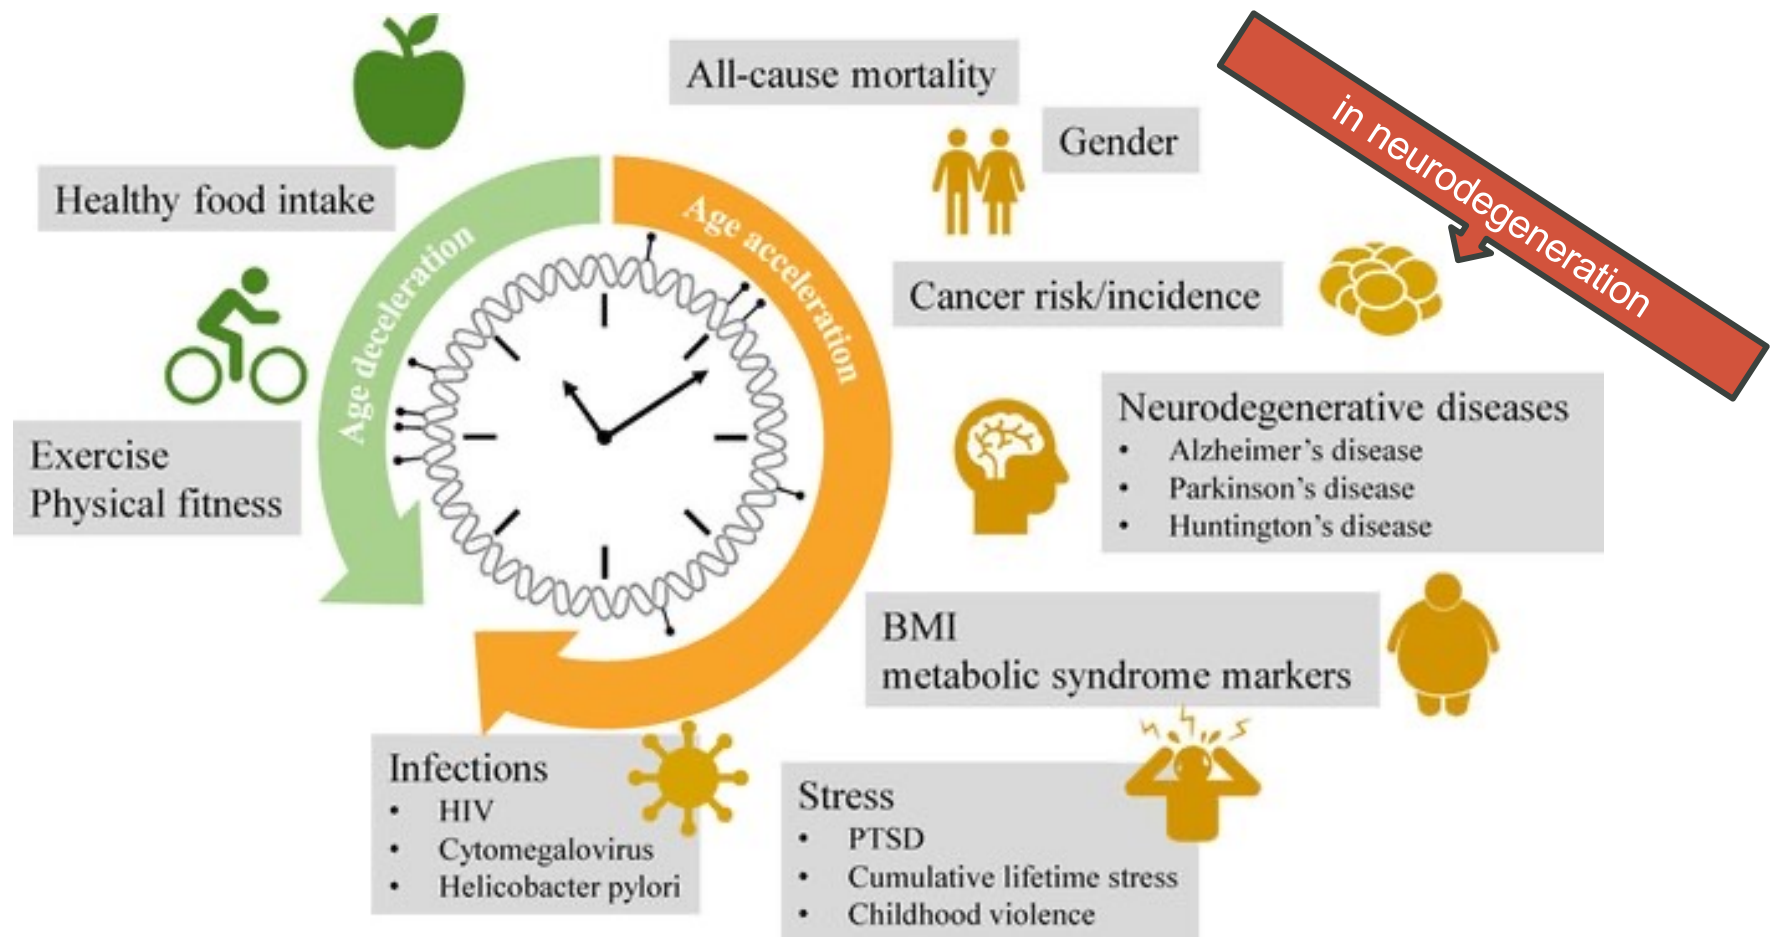 All-cause mortality
Gender
in neurodegeneration
Healthy food intake
Age deceleration
Age acceleration
Cancer risk/incidence
Exercise
Physical fitness
Neurodegenerative diseases
• Alzheimer’s disease
• Parkinson’s disease
• Huntington’s disease
BMI
metabolic syndrome markers
Infections
• HIV
• Cytomegalovirus
• Helicobacter pylori
Stress
• PTSD
• Cumulative lifetime stress
• Childhood violence